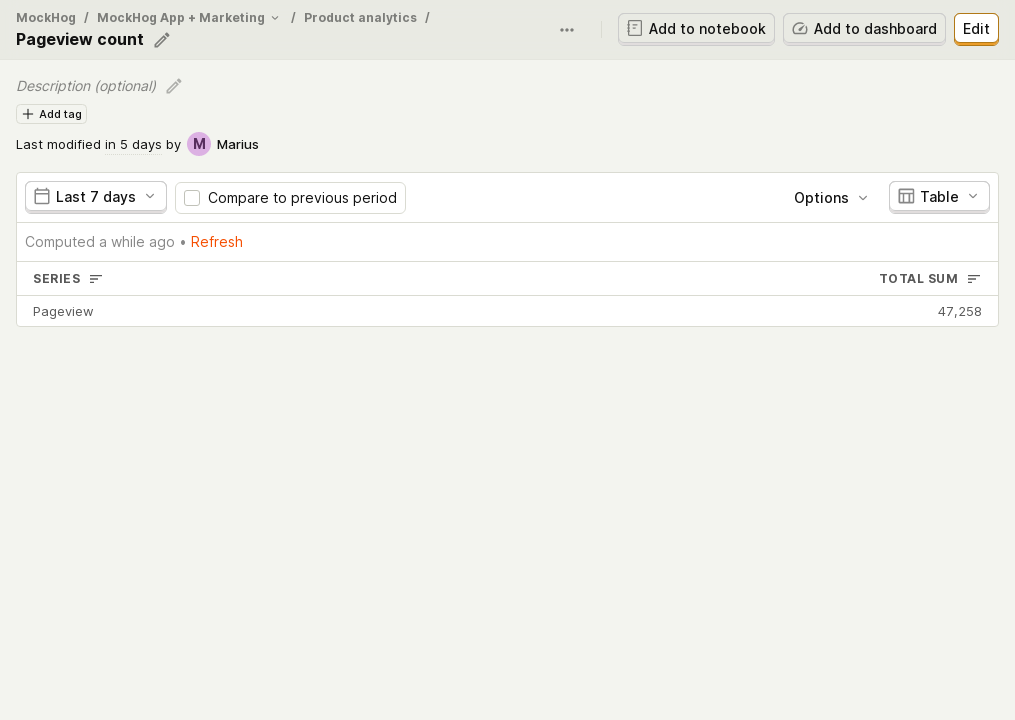 MockHog / MockHog App + Marketing / Product analytics /
Pageview count
Add to notebook
Add to dashboard
Edit
Description (optional)
Add tag
Last modified in 5 days by M Marius
Last 7 days
Compare to previous period
Options
Table
Computed a while ago • Refresh
SERIES
TOTAL SUM
Pageview
47,258